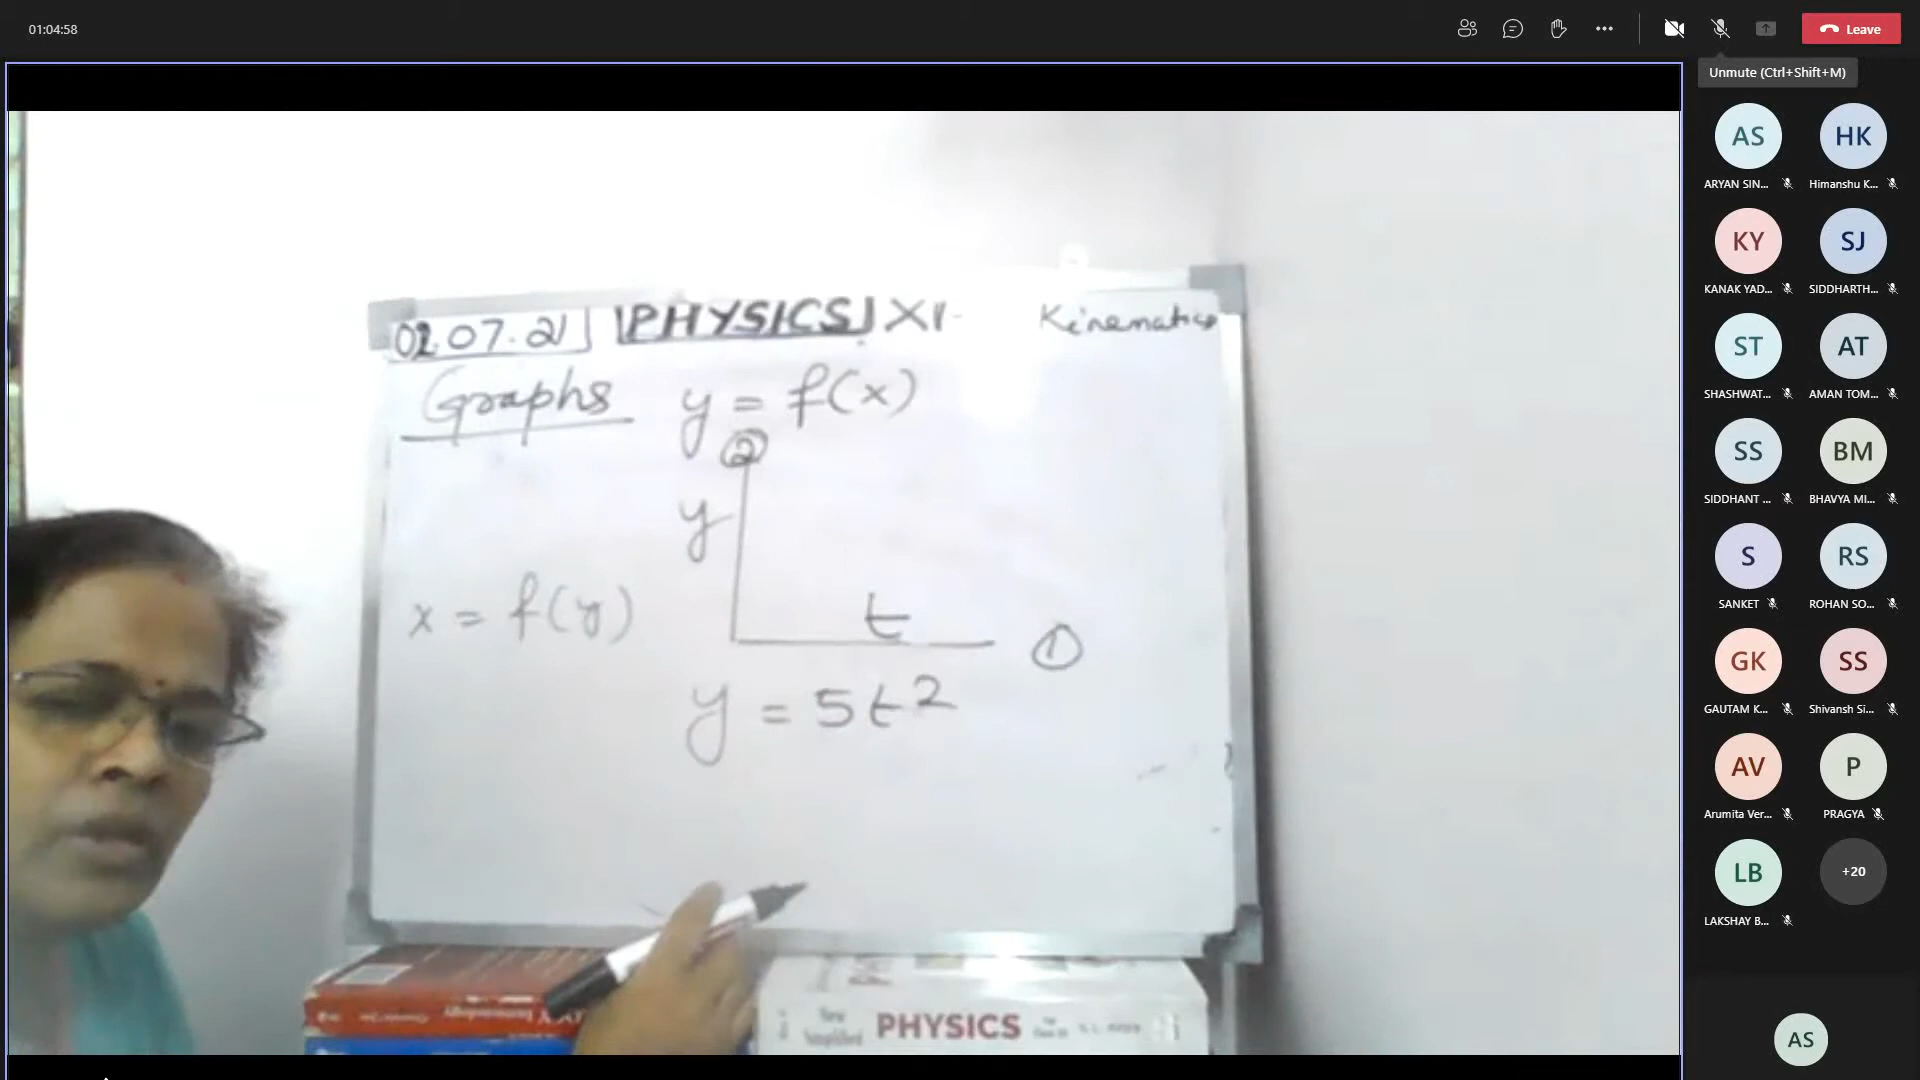 01:04:58
Leave
Unmute (Ctrl+Shift+M)
02.07.21 PHYSICS XI Kinematics
Graphs y = f(x)
2
y
x = f(y)
t
1
y = 5t²
PHYSICS
AS HK
ARYAN SIN... Himanshu K...
KY SJ
KANAK YAD... SIDDHARTH...
ST AT
SHASHWAT... AMAN TOM...
SS BM
SIDDHANT ... BHAVYA MI...
S RS
SANKET ROHAN SO...
GK SS
GAUTAM K... Shivansh Si...
AV P
Arumita Ver... PRAGYA
LB +20
LAKSHAY B...
AS